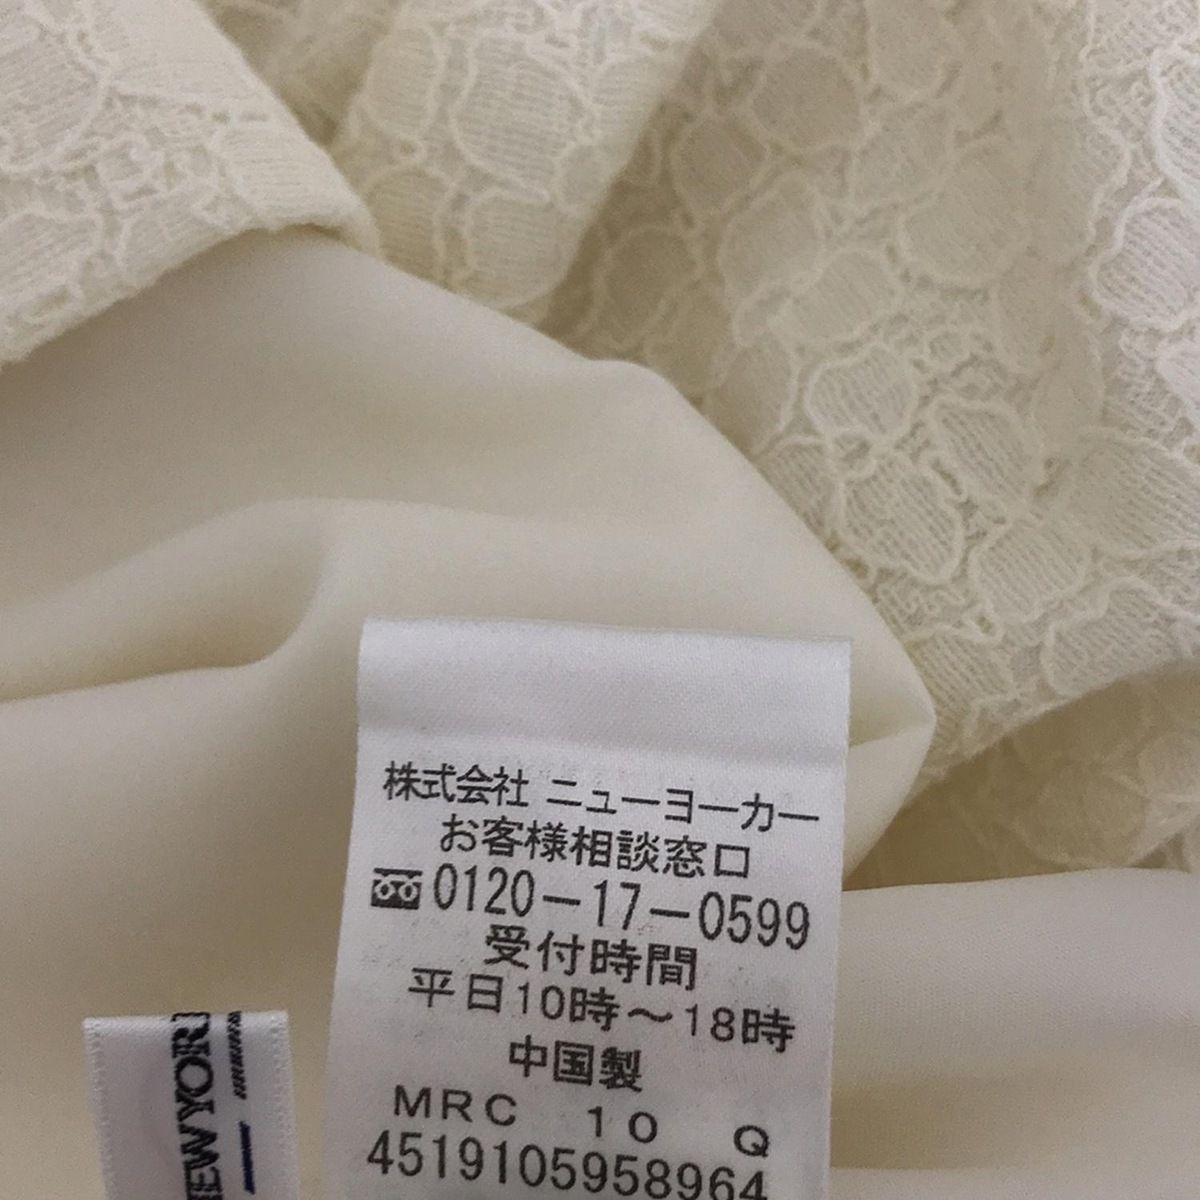 株式会社 ニューヨーカー
お客様相談窓口
0120-17-0599
受付時間
平日10時～18時
中国製
MRC 10 Q
4519105958964
NEWYOR